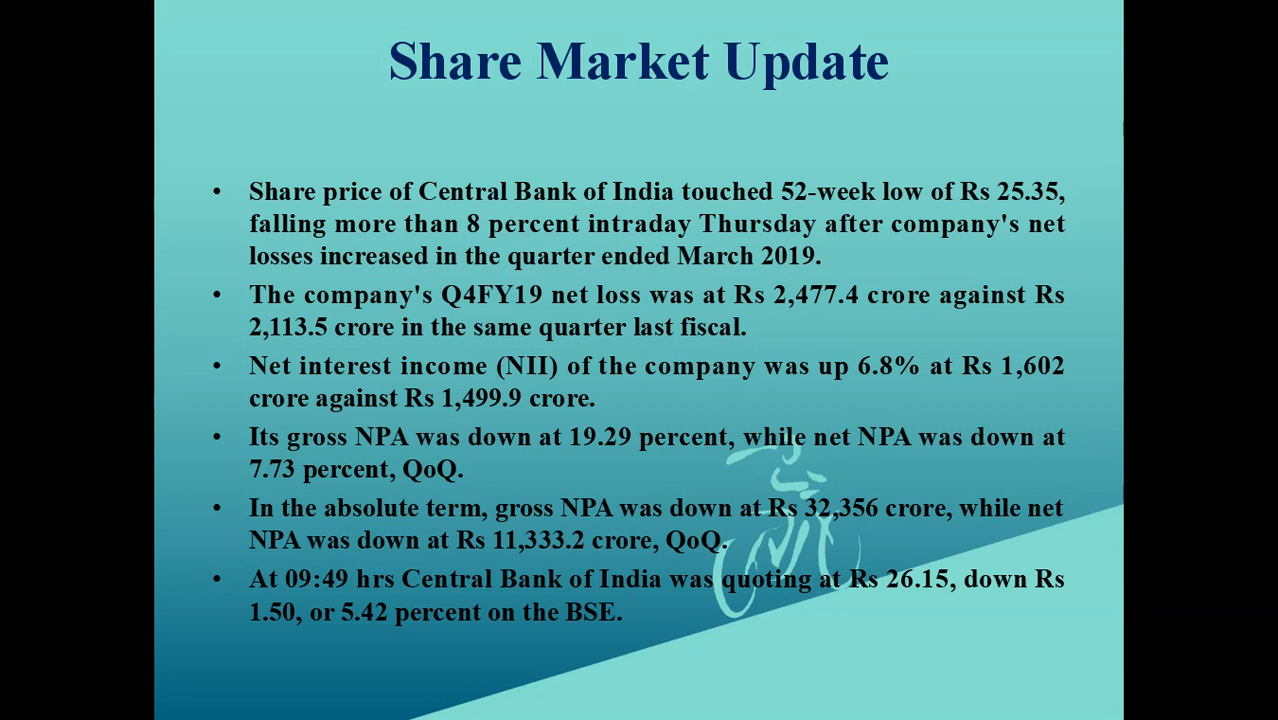 Share Market Update
• Share price of Central Bank of India touched 52-week low of Rs 25.35,
falling more than 8 percent intraday Thursday after company's net
losses increased in the quarter ended March 2019.
• The company's Q4FY19 net loss was at Rs 2,477.4 crore against Rs
2,113.5 crore in the same quarter last fiscal.
• Net interest income (NII) of the company was up 6.8% at Rs 1,602
crore against Rs 1,499.9 crore.
• Its gross NPA was down at 19.29 percent, while net NPA was down at
7.73 percent, QoQ.
• In the absolute term, gross NPA was down at Rs 32,356 crore, while net
NPA was down at Rs 11,333.2 crore, QoQ.
• At 09:49 hrs Central Bank of India was quoting at Rs 26.15, down Rs
1.50, or 5.42 percent on the BSE.